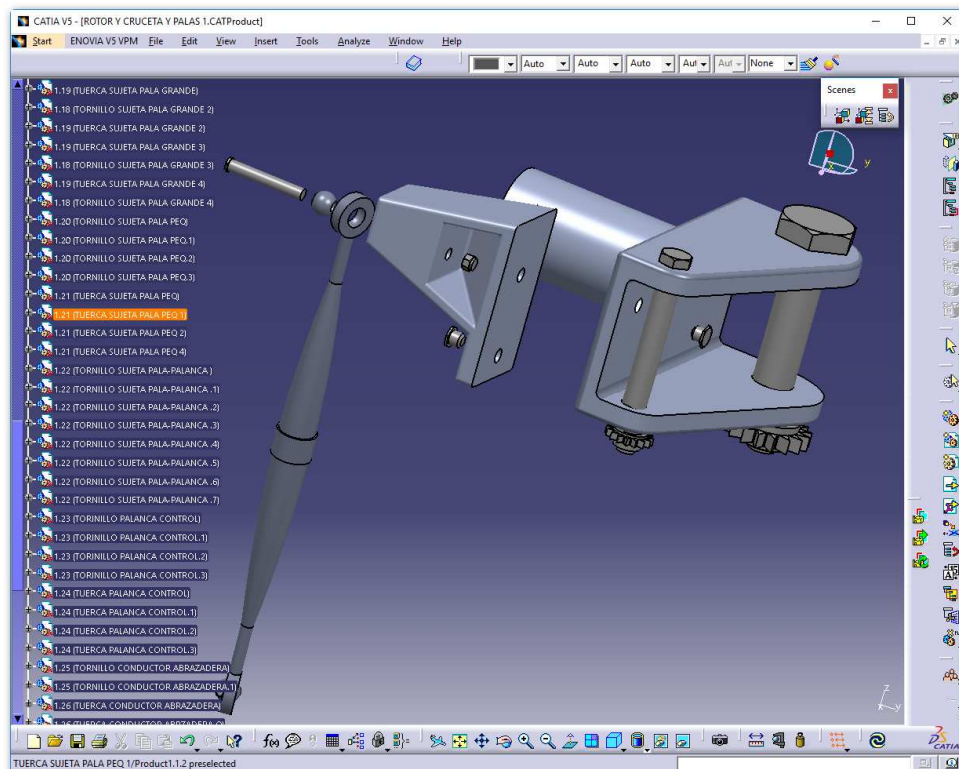 CATIA V5 - [ROTOR Y CRUCETA Y PALAS 1.CATProduct]
Start ENOVIA V5 VPM File Edit View Insert Tools Analyze Window Help
Auto Auto Auto Aut Aut None
Scenes
1.19 (TUERCA SUJETA PALA GRANDE)
1.18 (TORNILLO SUJETA PALA GRANDE 2)
1.19 (TUERCA SUJETA PALA GRANDE 2)
1.19 (TUERCA SUJETA PALA GRANDE 3)
1.18 (TORNILLO SUJETA PALA GRANDE 3)
1.19 (TUERCA SUJETA PALA GRANDE 4)
1.18 (TORNILLO SUJETA PALA GRANDE 4)
1.20 (TORNILLO SUJETA PALA PEQ)
1.20 (TORNILLO SUJETA PALA PEQ.1)
1.20 (TORNILLO SUJETA PALA PEQ.2)
1.20 (TORNILLO SUJETA PALA PEQ.3)
1.21 (TUERCA SUJETA PALA PEQ)
1.21 (TUERCA SUJETA PALA PEQ 1)
1.21 (TUERCA SUJETA PALA PEQ 2)
1.21 (TUERCA SUJETA PALA PEQ 4)
1.22 (TORNILLO SUJETA PALA-PALANCA )
1.22 (TORNILLO SUJETA PALA-PALANCA .1)
1.22 (TORNILLO SUJETA PALA-PALANCA .2)
1.22 (TORNILLO SUJETA PALA-PALANCA .3)
1.22 (TORNILLO SUJETA PALA-PALANCA .4)
1.22 (TORNILLO SUJETA PALA-PALANCA .5)
1.22 (TORNILLO SUJETA PALA-PALANCA .6)
1.22 (TORNILLO SUJETA PALA-PALANCA .7)
1.23 (TORINILLO PALANCA CONTROL)
1.23 (TORINILLO PALANCA CONTROL.1)
1.23 (TORINILLO PALANCA CONTROL.2)
1.23 (TORINILLO PALANCA CONTROL.3)
1.24 (TUERCA PALANCA CONTROL)
1.24 (TUERCA PALANCA CONTROL.1)
1.24 (TUERCA PALANCA CONTROL.2)
1.24 (TUERCA PALANCA CONTROL.3)
1.25 (TORNILLO CONDUCTOR ABRAZADERA)
1.25 (TORNILLO CONDUCTOR ABRAZADERA.1)
1.26 (TUERCA CONDUCTOR ABRAZADERA)
y
z
y
f(x)
CATIA
TUERCA SUJETA PALA PEQ 1/Product1.1.2 preselected